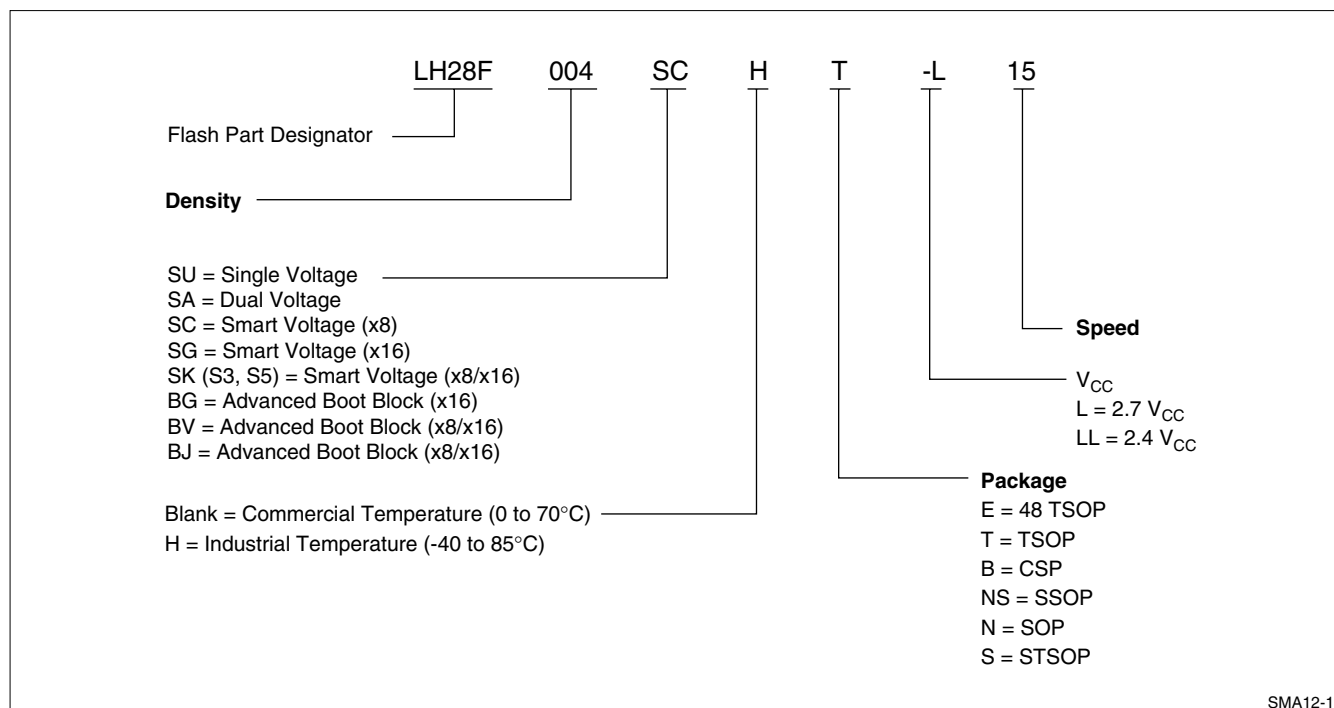 LH28F 004 SC H T -L 15
Flash Part Designator
Density
SU = Single Voltage
SA = Dual Voltage
SC = Smart Voltage (x8)
SG = Smart Voltage (x16)
SK (S3, S5) = Smart Voltage (x8/x16)
BG = Advanced Boot Block (x16)
BV = Advanced Boot Block (x8/x16)
BJ = Advanced Boot Block (x8/x16)
Blank = Commercial Temperature (0 to 70°C)
H = Industrial Temperature (-40 to 85°C)
Speed
VCC
L = 2.7 VCC
LL = 2.4 VCC
Package
E = 48 TSOP
T = TSOP
B = CSP
NS = SSOP
N = SOP
S = STSOP
SMA12-1